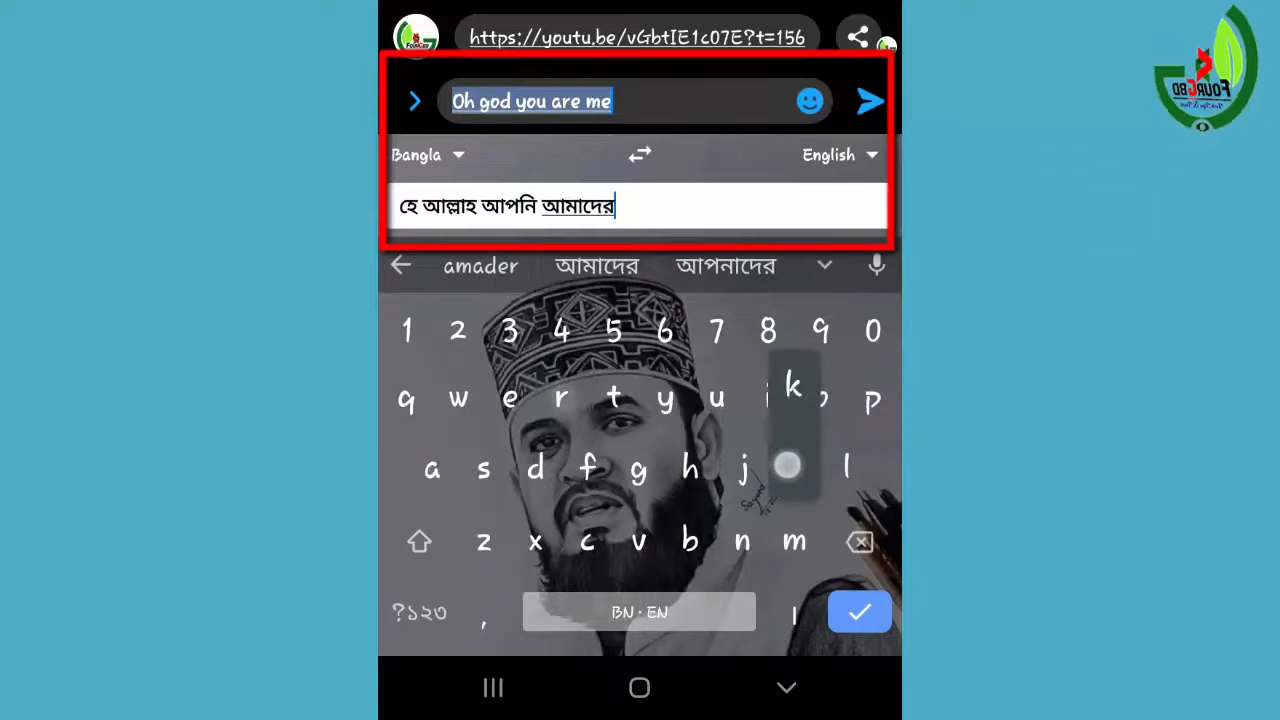 https://youtu.be/vGbtIE1c07E?t=156
Oh god you are me
Bangla English
হে আল্লাহ আপনি আমাদের
amader আমাদের আপনাদের
1 2 3 4 5 6 7 8 9 0
q w e r t y u i o p
k
a s d f g h j l
z x c v b n m
?১২৩ , BN · EN ।
FOURGBD